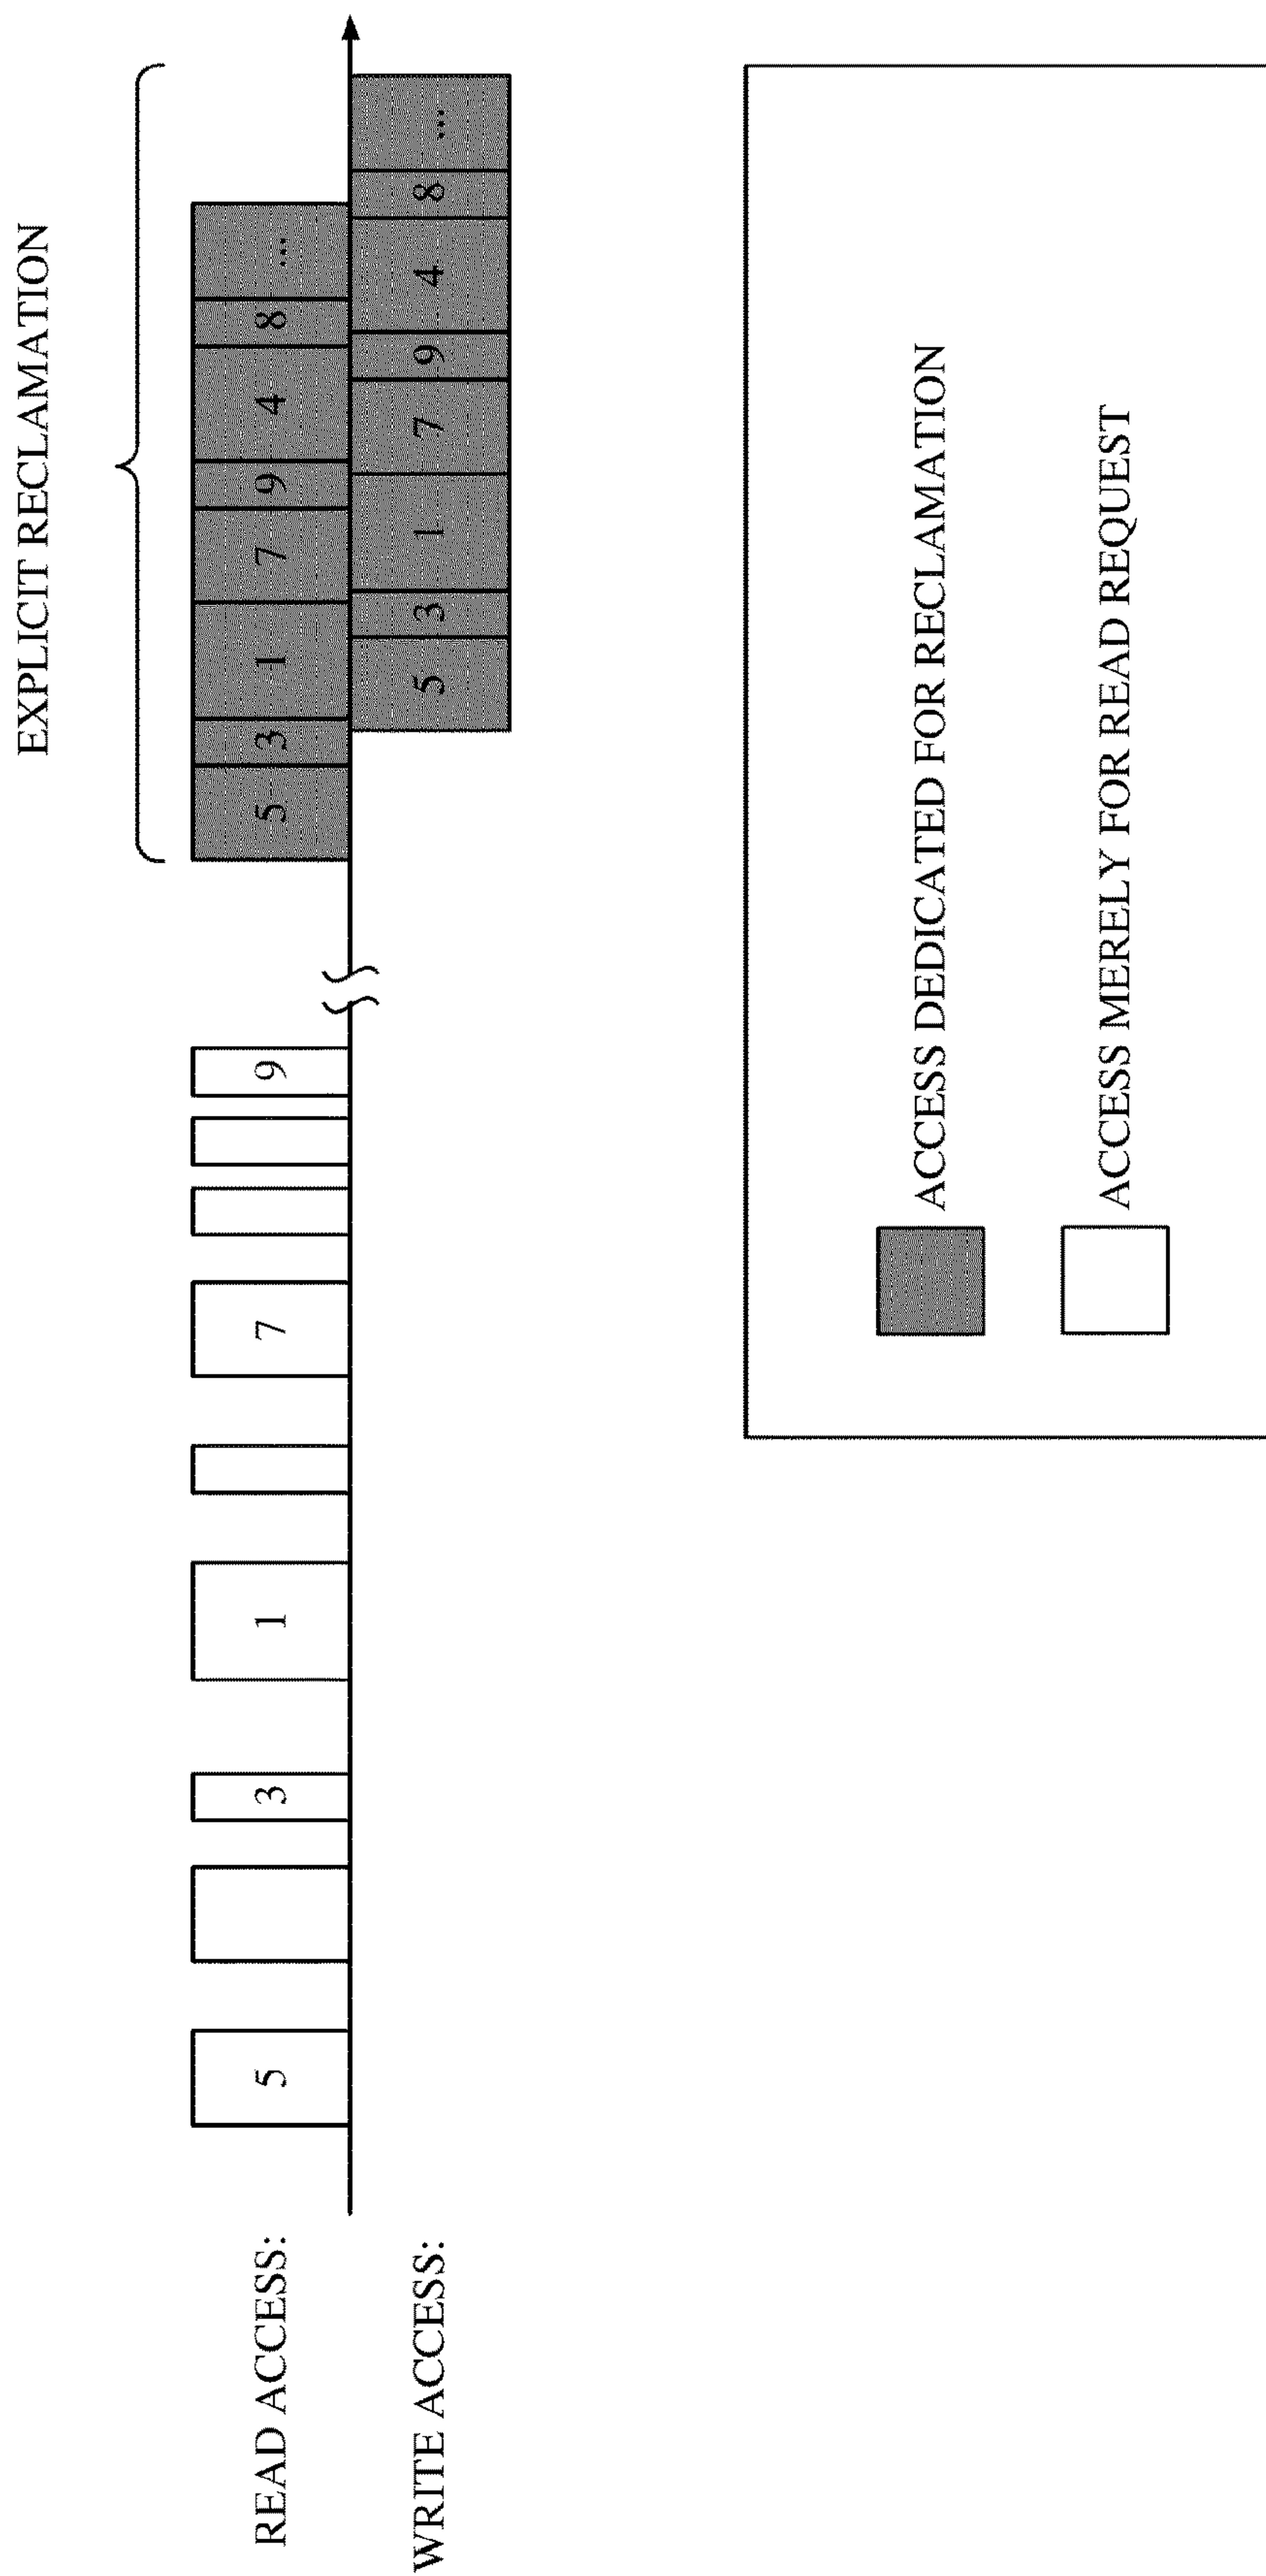 EXPLICIT RECLAMATION
READ ACCESS: 5 3 1 7 9 5 3 1 7 9 4 8 ...
WRITE ACCESS: 5 3 1 7 9 4 8 ...
ACCESS DEDICATED FOR RECLAMATION
ACCESS MERELY FOR READ REQUEST